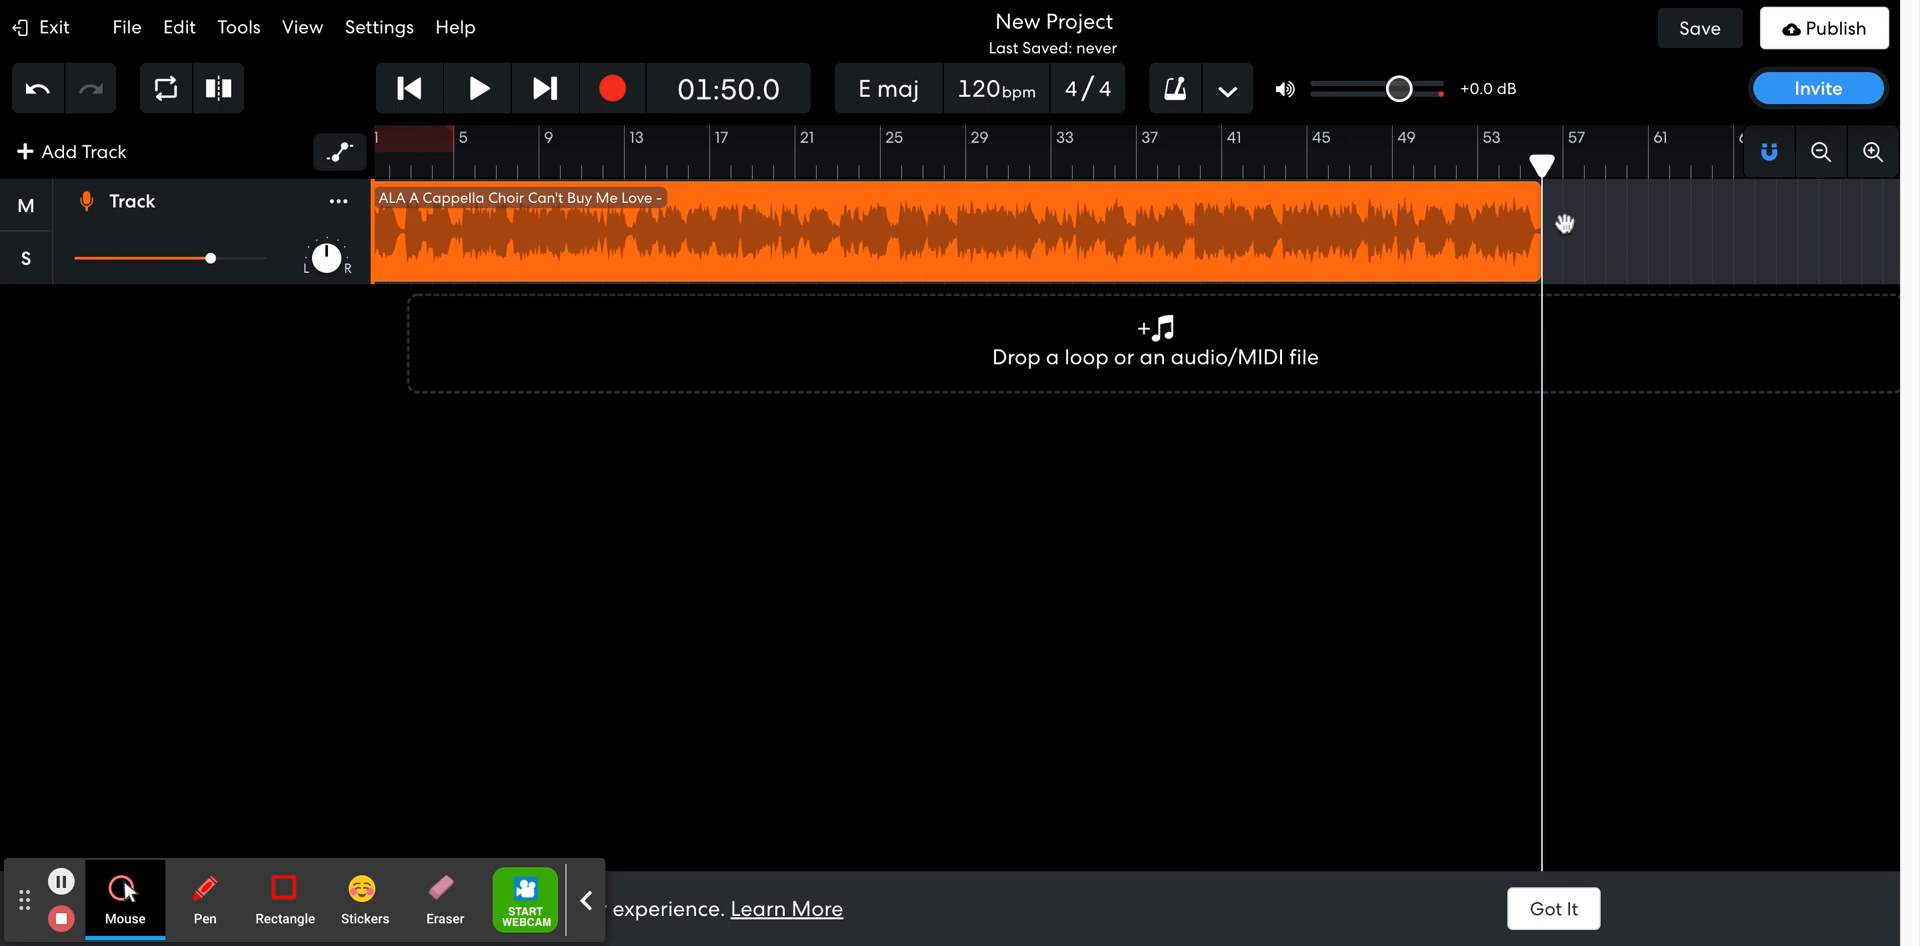 Exit File Edit Tools View Settings Help
New Project
Last Saved: never
Save Publish
01:50.0 E maj 120bpm 4/4 +0.0 dB Invite
+ Add Track
1 5 9 13 17 21 25 29 33 37 41 45 49 53 57 61
M Track
ALA A Cappella Choir Can't Buy Me Love -
S L R
Drop a loop or an audio/MIDI file
Mouse Pen Rectangle Stickers Eraser START WEBCAM
experience. Learn More
Got It